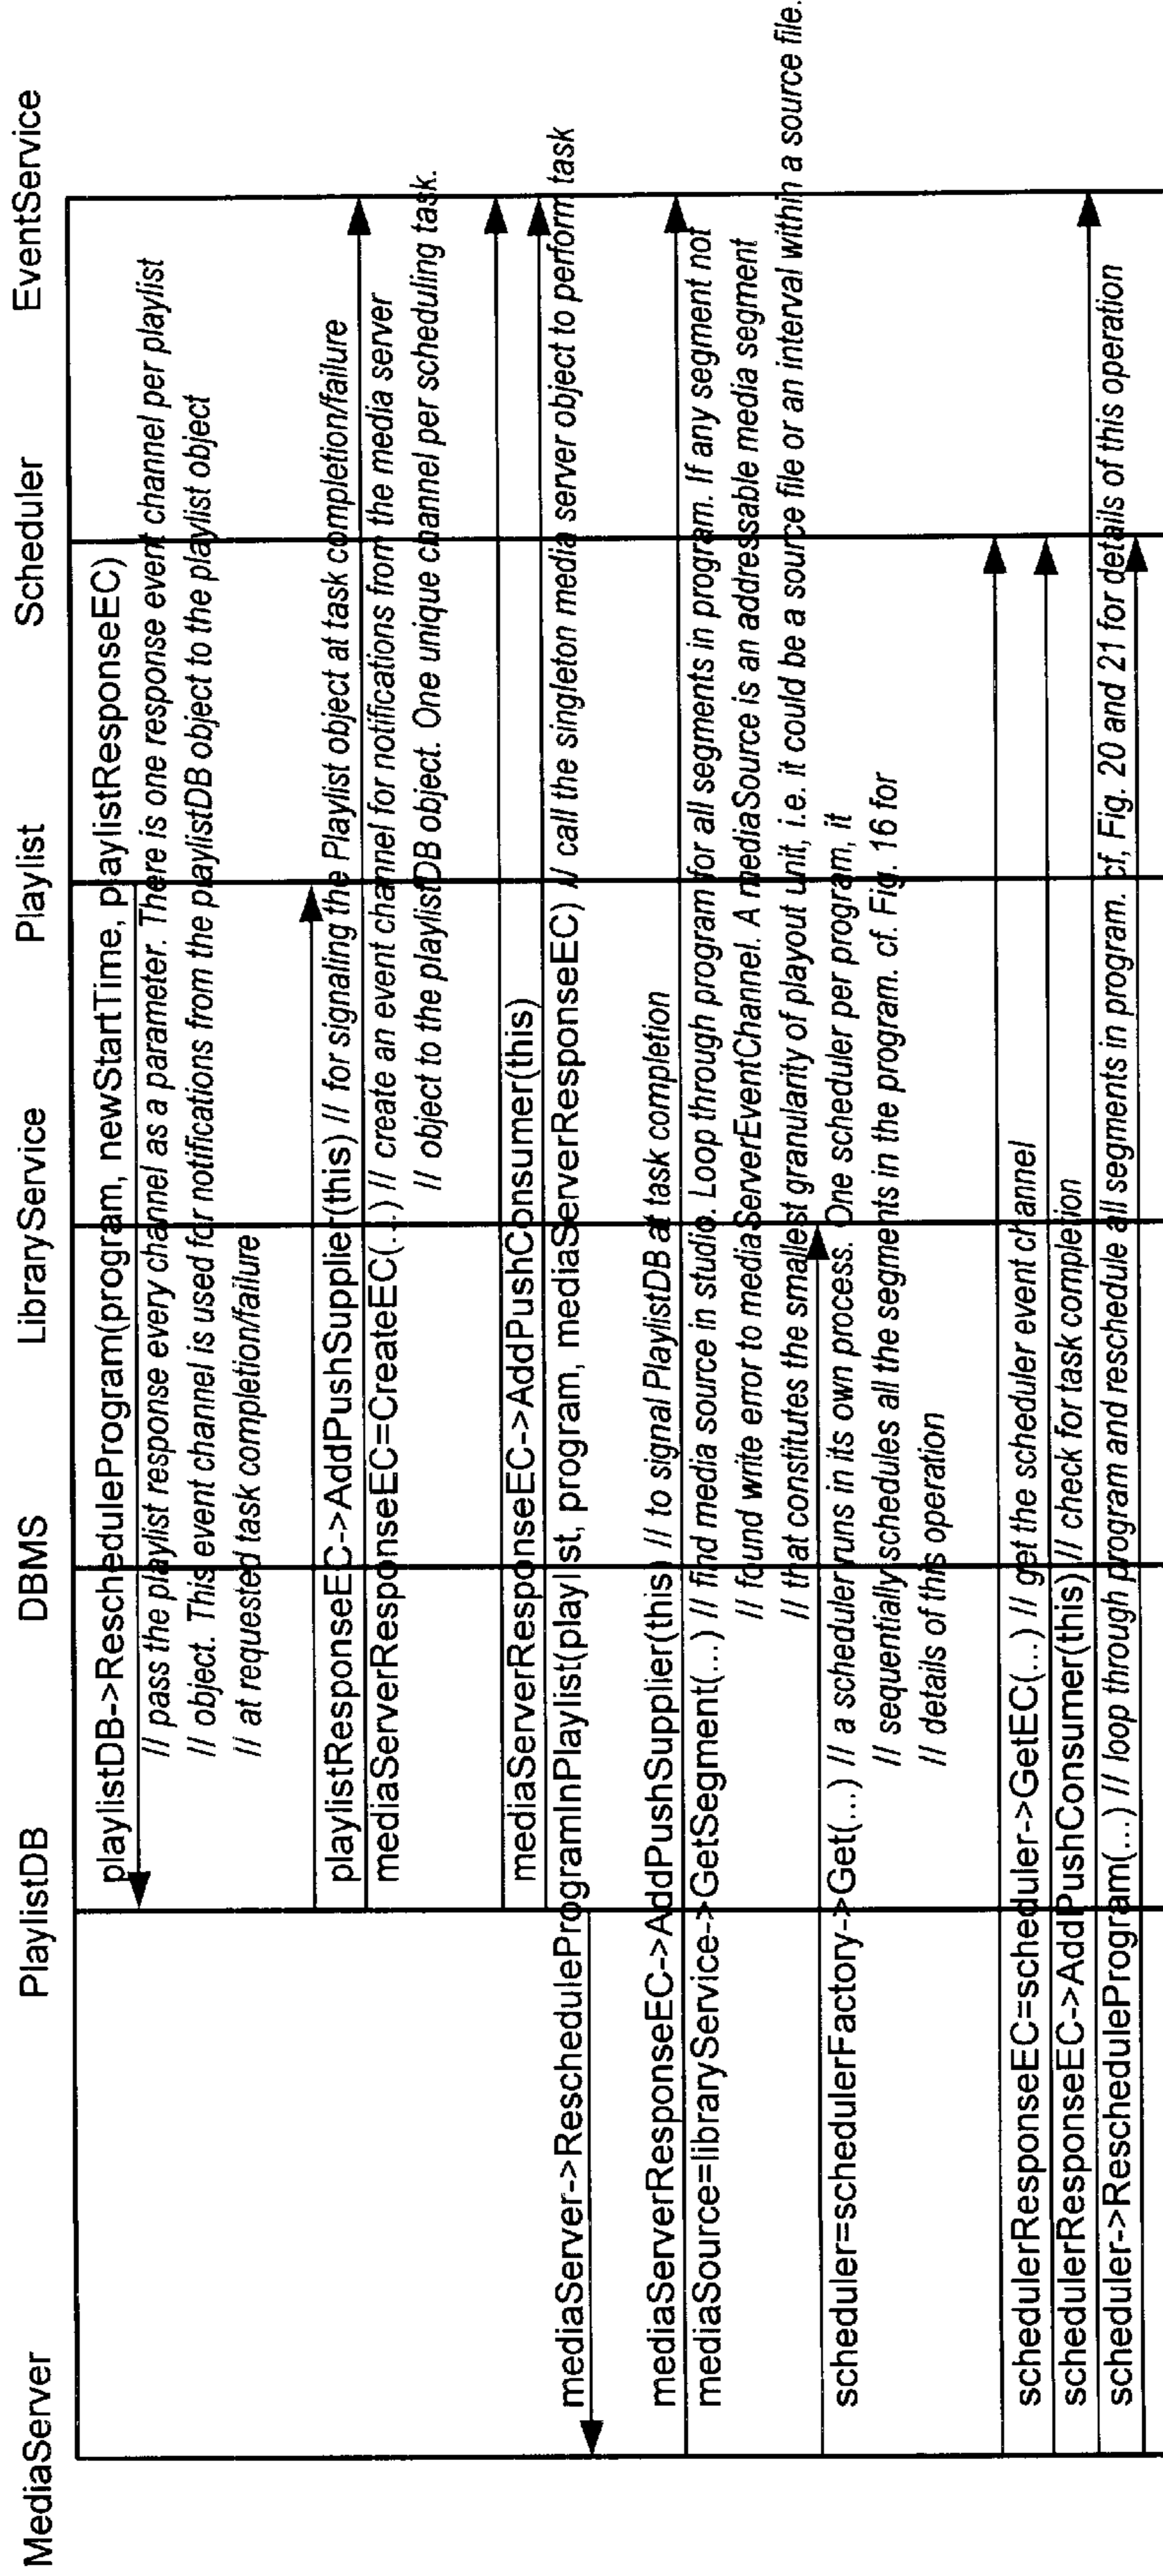 MediaServer PlaylistDB DBMS LibraryService Playlist Scheduler EventService
playlistDB->RescheduleProgram(program, newStartTime, playlistResponseEC)
// pass the playlist response every channel as a parameter. There is one response event channel per playlist
// object. This event channel is used for notifications from the playlistDB object to the playlist object
// at requested task completion/failure
playlistResponseEC->AddPushSupplier(this) // for signaling the Playlist object at task completion/failure
mediaServerResponseEC=CreateEC(...) // create an event channel for notifications from the media server
// object to the playlistDB object. One unique channel per scheduling task.
mediaServerResponseEC->AddPushConsumer(this)
mediaServer->RescheduleProgramInPlaylist(playlist, program, mediaServerResponseEC) // call the singleton media server object to perform task
mediaServerResponseEC->AddPushSupplier(this) // to signal PlaylistDB at task completion
mediaSource=libraryService->GetSegment(...) // find media source in studio. Loop through program for all segments in program. If any segment not
// found write error to mediaServerEventChannel. A mediaSource is an addressable media segment
// that constitutes the smallest granularity of playout unit, i.e. it could be a source file or an interval within a source file.
scheduler=schedulerFactory->Get(...) // a scheduler runs in its own process. One scheduler per program, it
// sequentially schedules all the segments in the program. cf. Fig. 16 for
// details of this operation
schedulerResponseEC=scheduler->GetEC(...) // get the scheduler event channel
schedulerResponseEC->AddPushConsumer(this) // check for task completion
scheduler->RescheduleProgram(...) // loop through program and reschedule all segments in program. cf, Fig. 20 and 21 for details of this operation